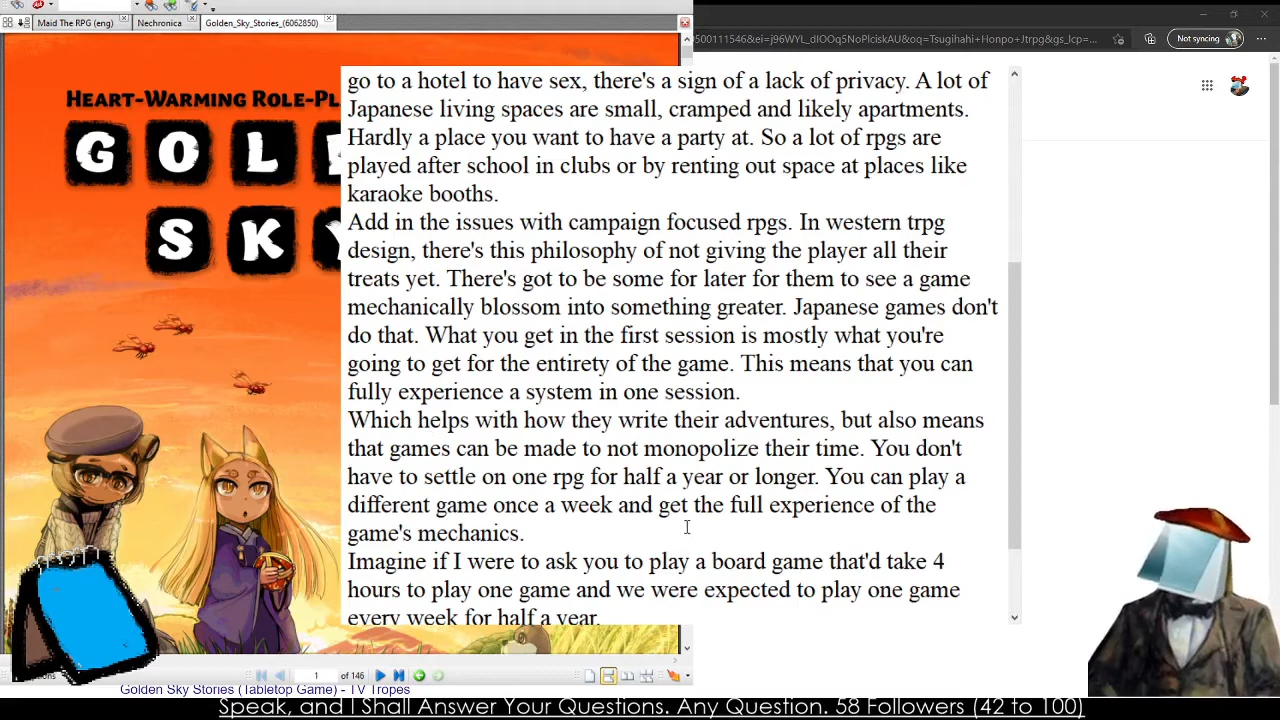 Maid The RPG (eng)
Nechronica
Golden_Sky_Stories_(6062850)
500111546&ei=j96WYL_dIOOq5NoPlciskAU&oq=Tsugihahi+Honpo+Jtrpg&gs_lcp=...
Not syncing
HEART-WARMING ROLE-PL
GOL
SKY
go to a hotel to have sex, there's a sign of a lack of privacy. A lot of
Japanese living spaces are small, cramped and likely apartments.
Hardly a place you want to have a party at. So a lot of rpgs are
played after school in clubs or by renting out space at places like
karaoke booths.
Add in the issues with campaign focused rpgs. In western trpg
design, there's this philosophy of not giving the player all their
treats yet. There's got to be some for later for them to see a game
mechanically blossom into something greater. Japanese games don't
do that. What you get in the first session is mostly what you're
going to get for the entirety of the game. This means that you can
fully experience a system in one session.
Which helps with how they write their adventures, but also means
that games can be made to not monopolize their time. You don't
have to settle on one rpg for half a year or longer. You can play a
different game once a week and get the full experience of the
game's mechanics.
Imagine if I were to ask you to play a board game that'd take 4
hours to play one game and we were expected to play one game
every week for half a year.
1 of 146
Golden Sky Stories (Tabletop Game) - TV Tropes
Speak, and I Shall Answer Your Questions. Any Question. 58 Followers (42 to 100)